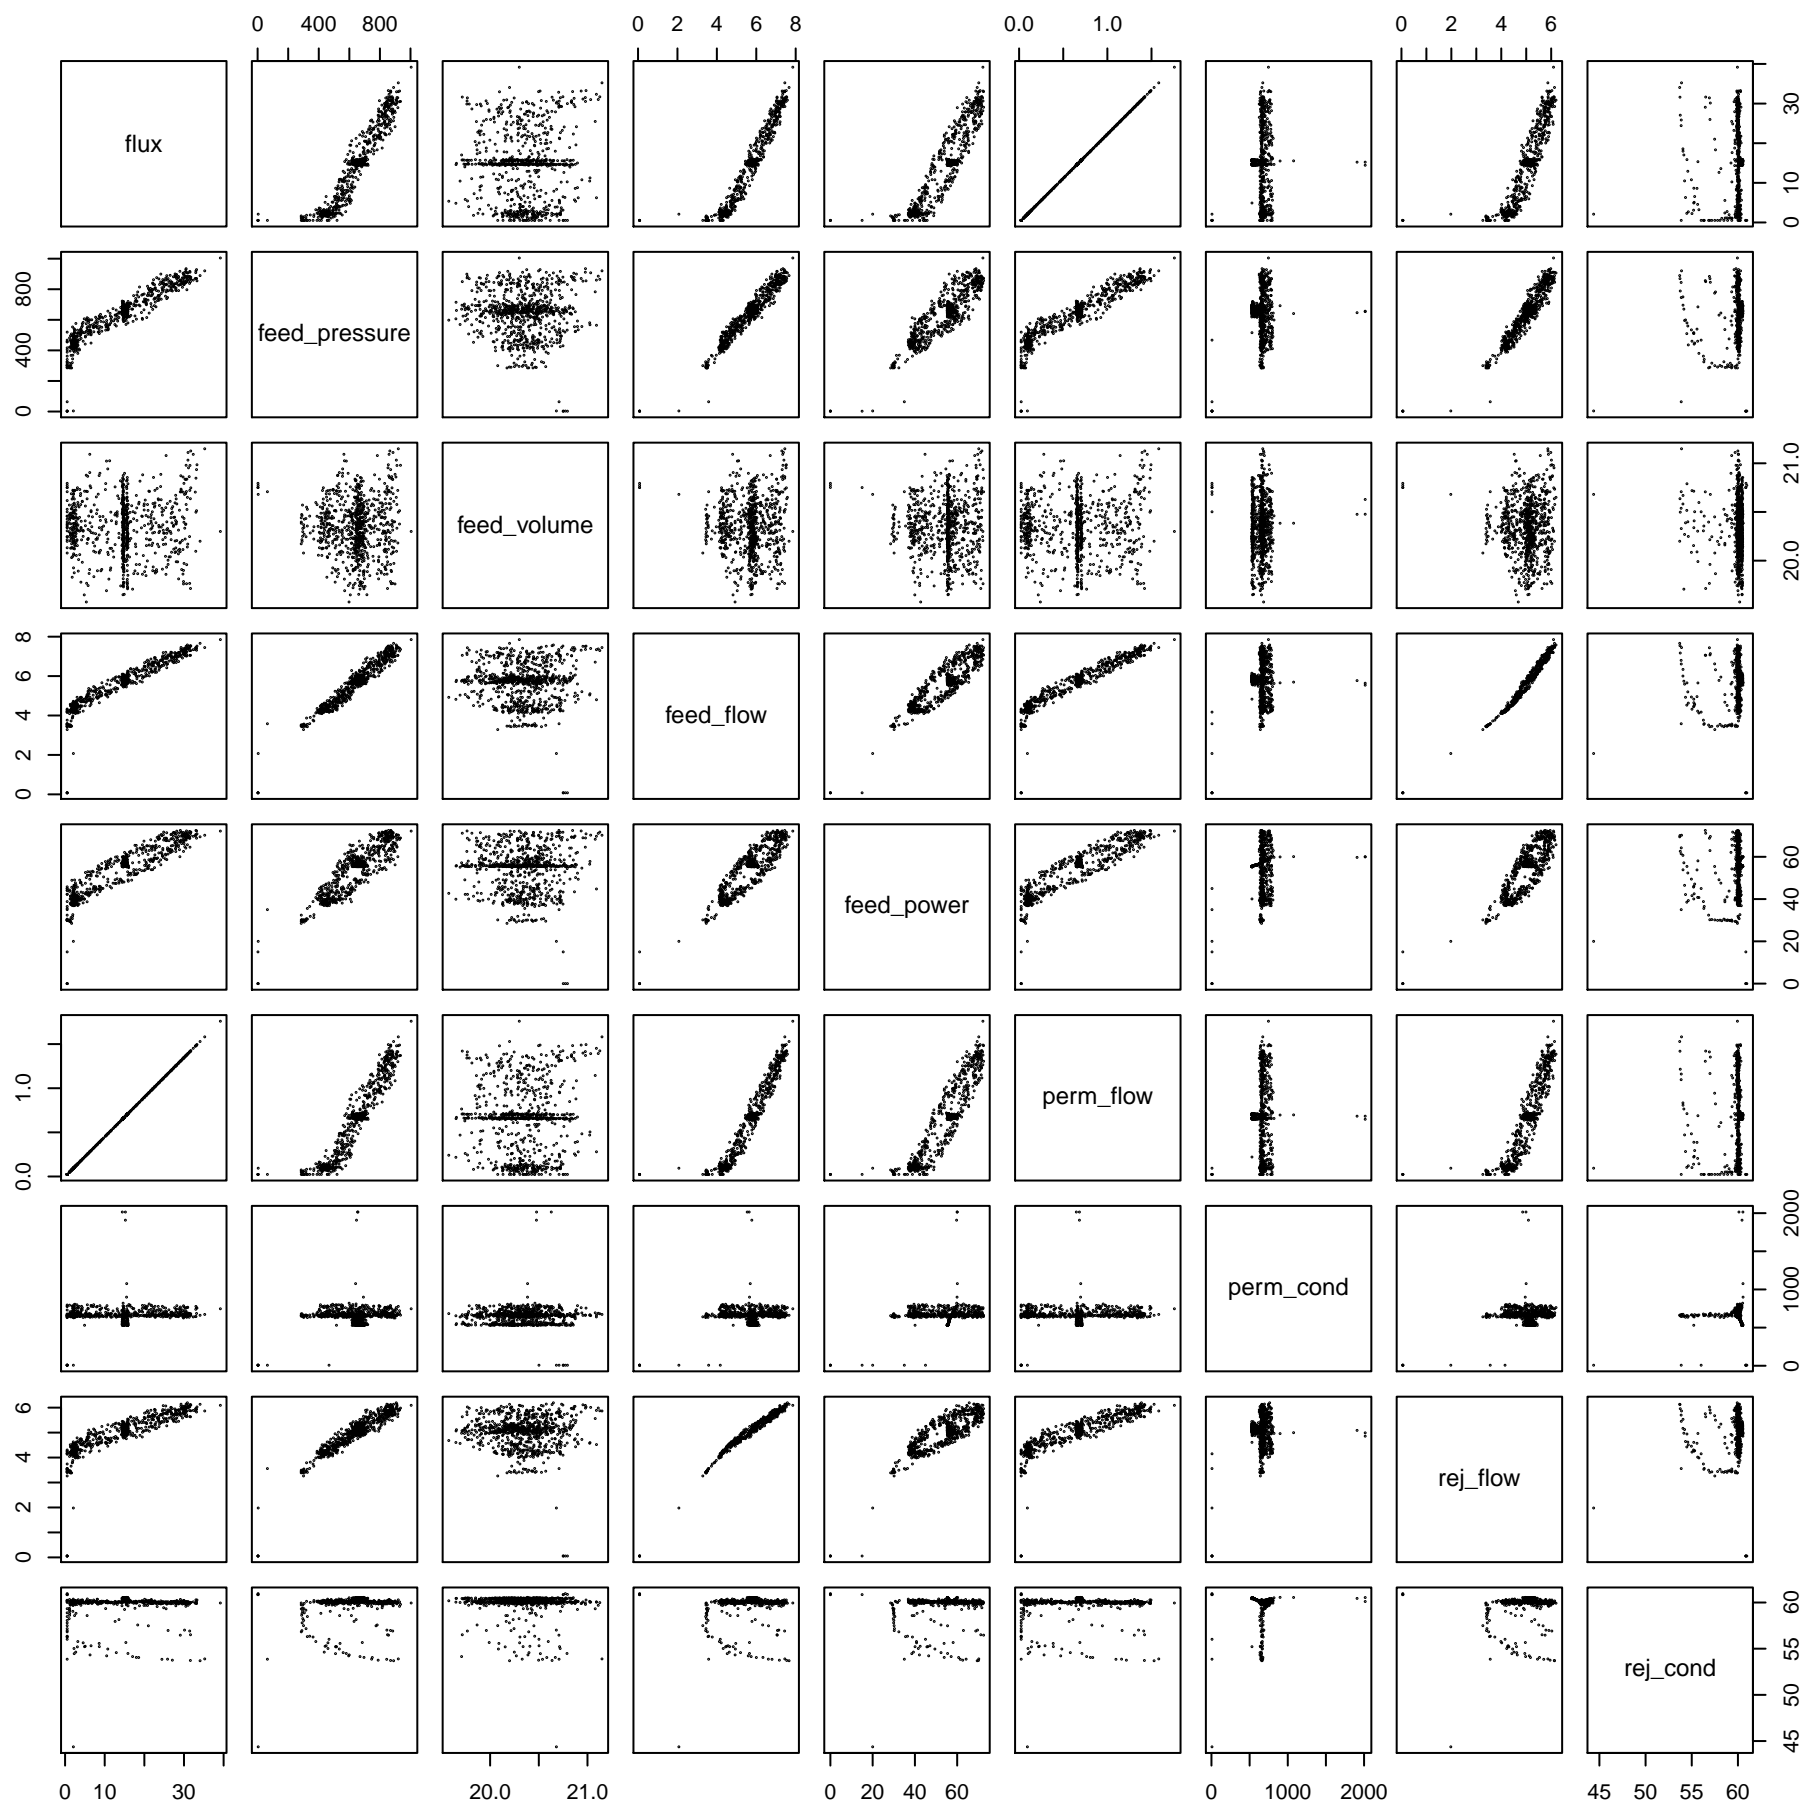 0 400 800 0 2 4 6 8 0.0 1.0 0 2 4 6
flux
0 10 30
0 400 800
feed_pressure
feed_volume
20.0 21.0
0 2 4 6 8
feed_flow
feed_power
0 20 40 60
0.0 1.0
perm_flow
perm_cond
0 1000 2000
0 2 4 6
rej_flow
rej_cond
45 50 55 60
0 10 30 20.0 21.0 0 20 40 60 0 1000 2000 45 50 55 60